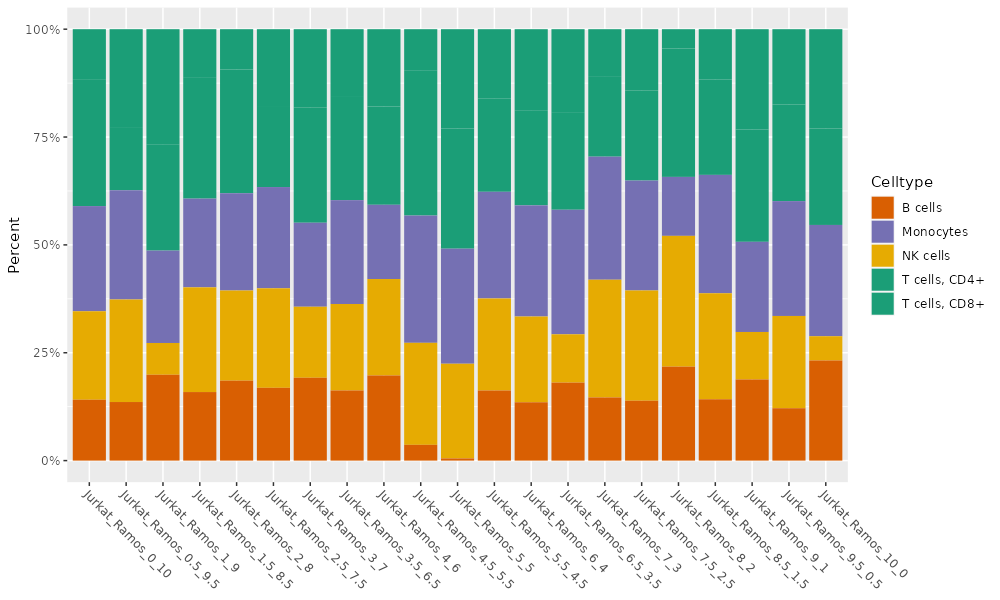 100%
75%
50%
25%
0%
Percent
Jurkat_Ramos_0_10
Jurkat_Ramos_0.5_9.5
Jurkat_Ramos_1_9
Jurkat_Ramos_1.5_8.5
Jurkat_Ramos_2_8
Jurkat_Ramos_2.5_7.5
Jurkat_Ramos_3_7
Jurkat_Ramos_3.5_6.5
Jurkat_Ramos_4_6
Jurkat_Ramos_4.5_5.5
Jurkat_Ramos_5_5
Jurkat_Ramos_5.5_4.5
Jurkat_Ramos_6_4
Jurkat_Ramos_6.5_3.5
Jurkat_Ramos_7_3
Jurkat_Ramos_7.5_2.5
Jurkat_Ramos_8_2
Jurkat_Ramos_8.5_1.5
Jurkat_Ramos_9_1
Jurkat_Ramos_9.5_0.5
Jurkat_Ramos_10_0
Celltype
B cells
Monocytes
NK cells
T cells, CD4+
T cells, CD8+